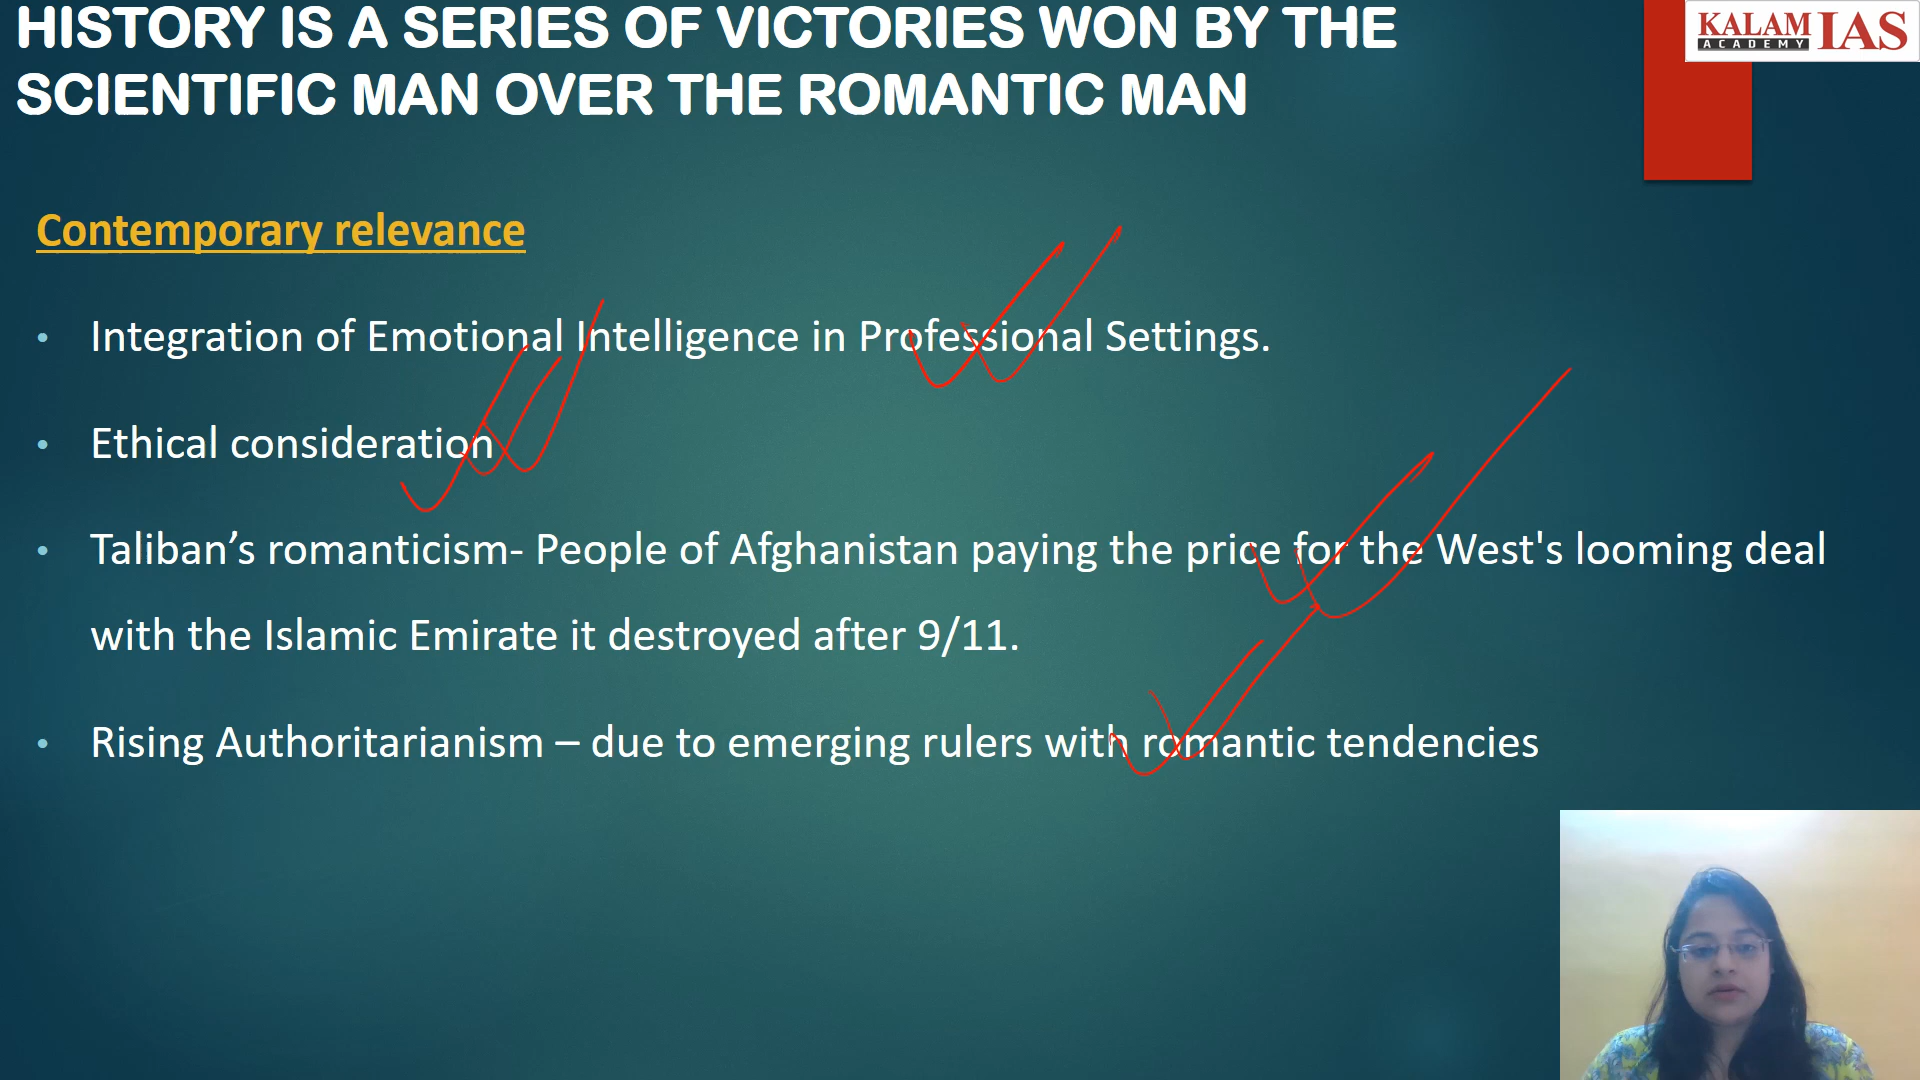 HISTORY IS A SERIES OF VICTORIES WON BY THE
SCIENTIFIC MAN OVER THE ROMANTIC MAN
KALAM IAS
ACADEMY
Contemporary relevance
• Integration of Emotional Intelligence in Professional Settings.
• Ethical consideration
• Taliban’s romanticism- People of Afghanistan paying the price for the West's looming deal
with the Islamic Emirate it destroyed after 9/11.
• Rising Authoritarianism – due to emerging rulers with romantic tendencies